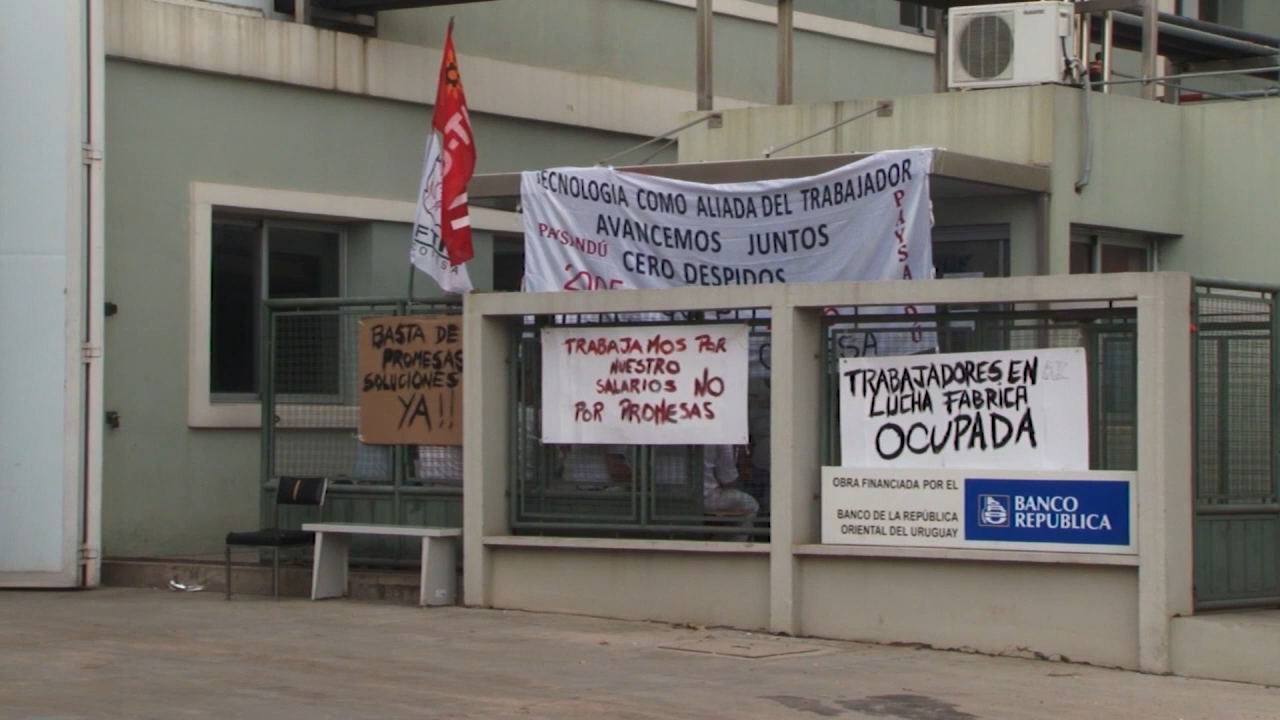 TECNOLOGIA COMO ALIADA DEL TRABAJADOR
AVANCEMOS JUNTOS
PAYSANDÚ
CERO DESPIDOS
BASTA DE
PROMESAS
SOLUCIONES
YA!!
TRABAJAMOS POR
NUESTRO
SALARIOS NO
POR PROMESAS
TRABAJADORES EN
LUCHA FABRICA
OCUPADA
OBRA FINANCIADA POR EL
BANCO DE LA REPÚBLICA
ORIENTAL DEL URUGUAY
BANCO
REPUBLICA